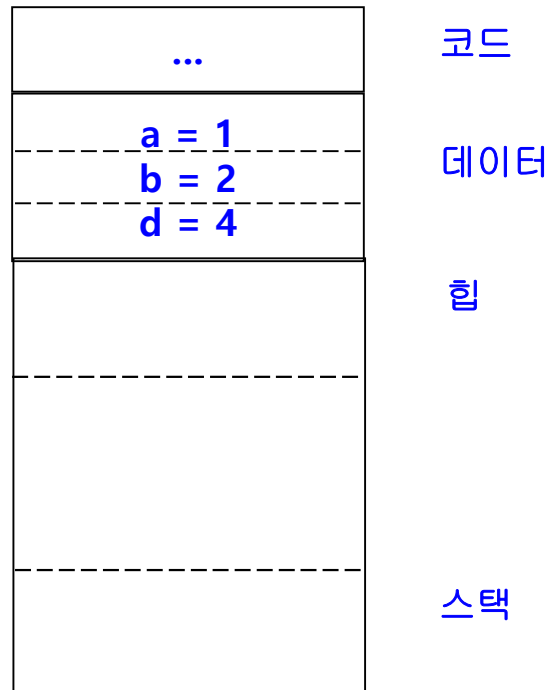 ...
코드
a = 1
데이터
b = 2
d = 4
힙
스택